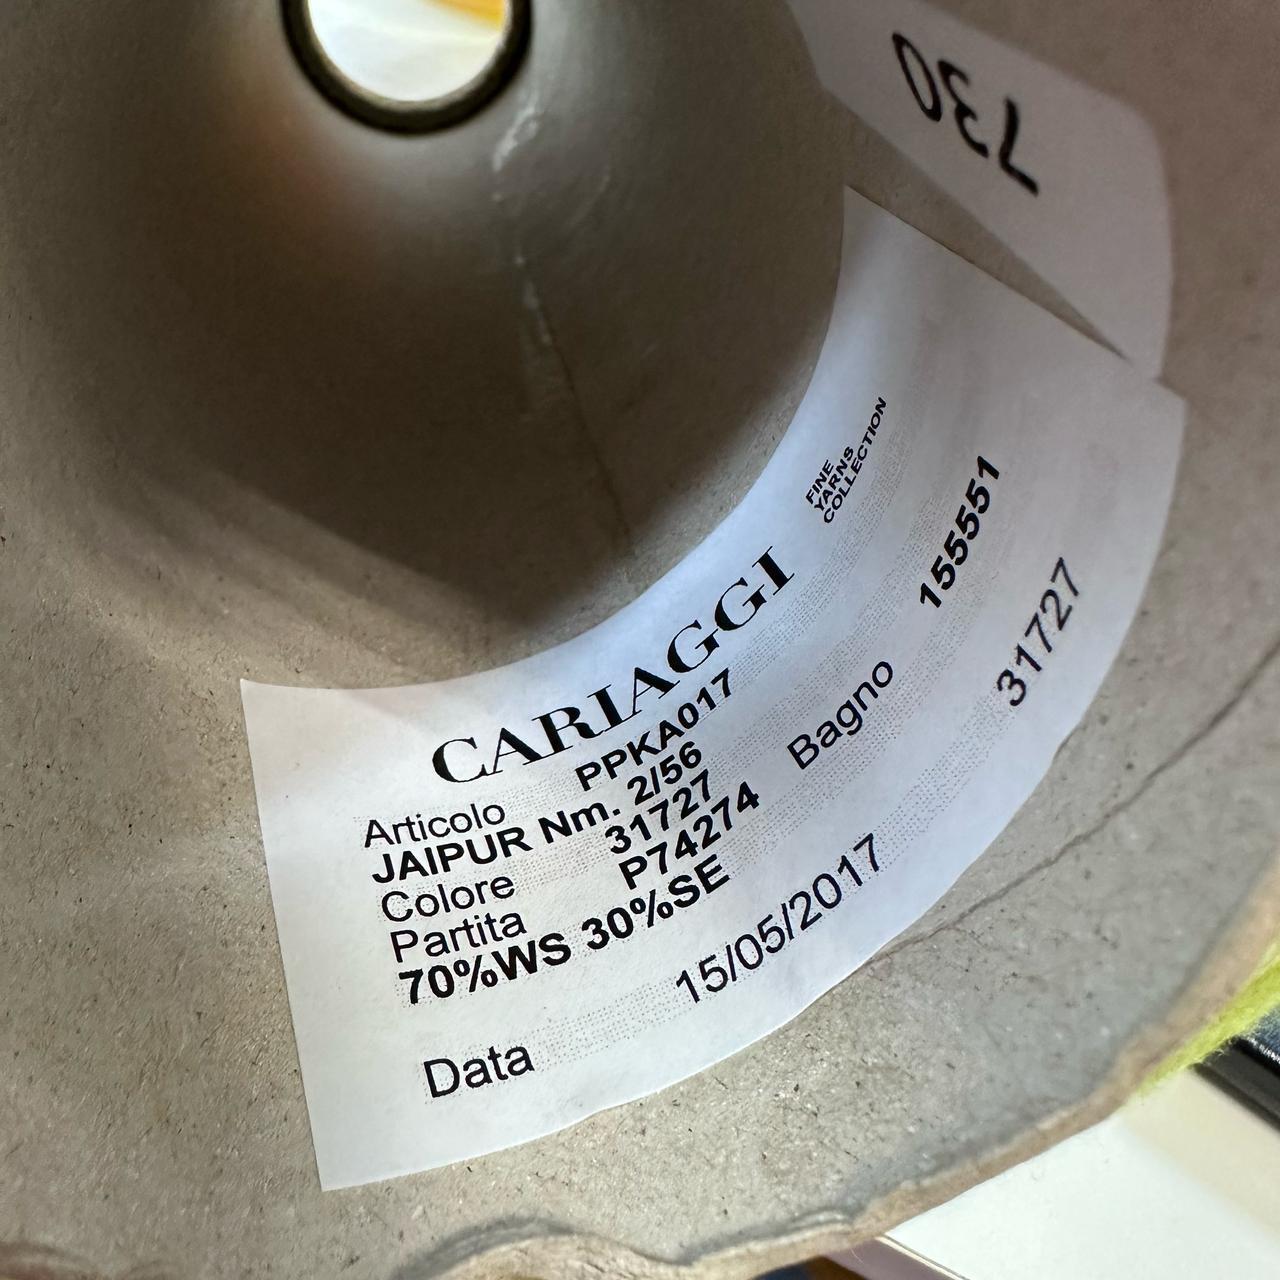 730
CARIAGGI
FINE
YARNS
COLLECTION
Articolo PPKA017
JAIPUR Nm. 2/56
Colore 31727
Partita P74274 Bagno 155551
70%WS 30%SE
31727
Data 15/05/2017